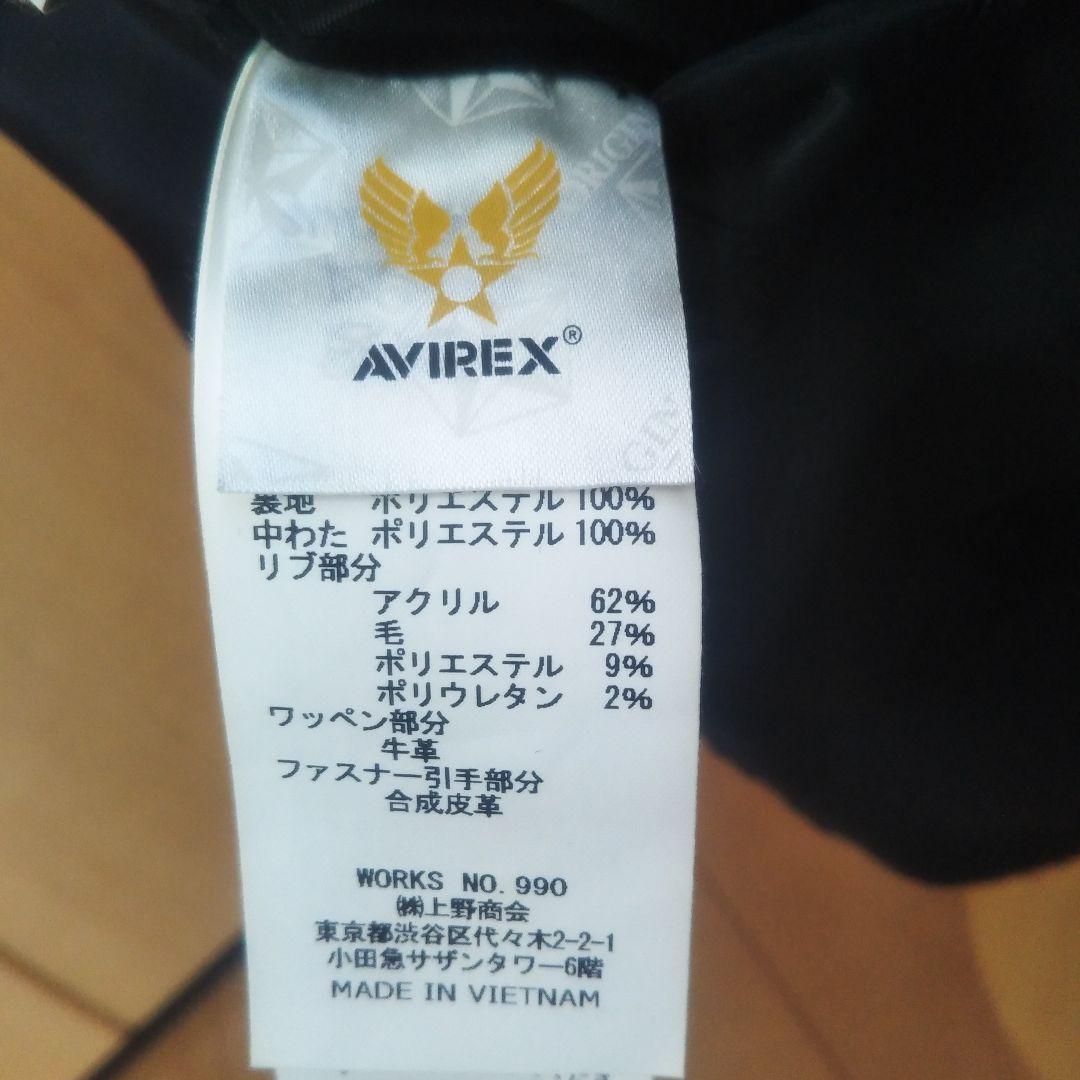 AVIREX®
裏地 ポリエステル 100%
中わた ポリエステル 100%
リブ部分
アクリル 62%
毛 27%
ポリエステル 9%
ポリウレタン 2%
ワッペン部分
牛革
ファスナー引手部分
合成皮革
WORKS NO. 990
㈱上野商会
東京都渋谷区代々木2-2-1
小田急サザンタワー6階
MADE IN VIETNAM